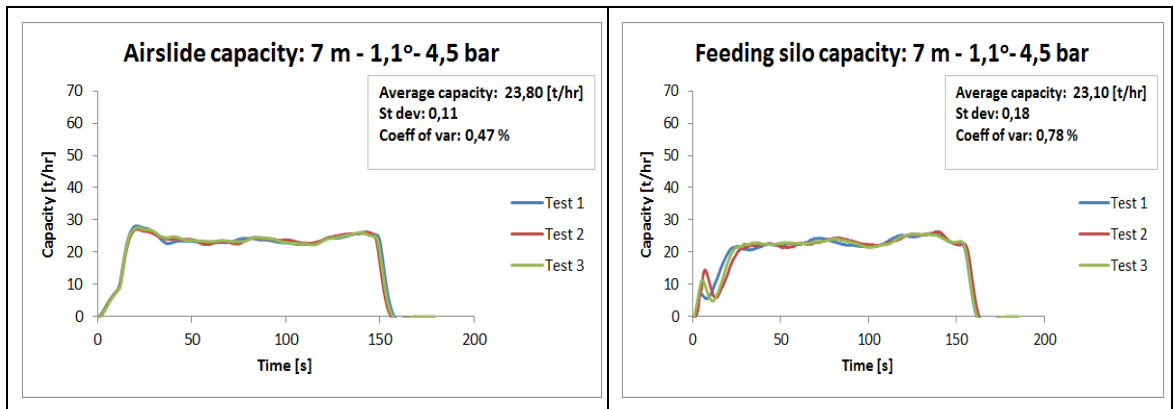 Airslide capacity: 7 m - 1,1º- 4,5 bar
Average capacity: 23,80 [t/hr]
St dev: 0,11
Coeff of var: 0,47 %
Capacity [t/hr]
70
60
50
40
30
20
10
0
0 50 100 150 200
Time [s]
Test 1
Test 2
Test 3
Feeding silo capacity: 7 m - 1,1º- 4,5 bar
Average capacity: 23,10 [t/hr]
St dev: 0,18
Coeff of var: 0,78 %
Capacity [t/hr]
70
60
50
40
30
20
10
0
0 50 100 150 200
Time [s]
Test 1
Test 2
Test 3